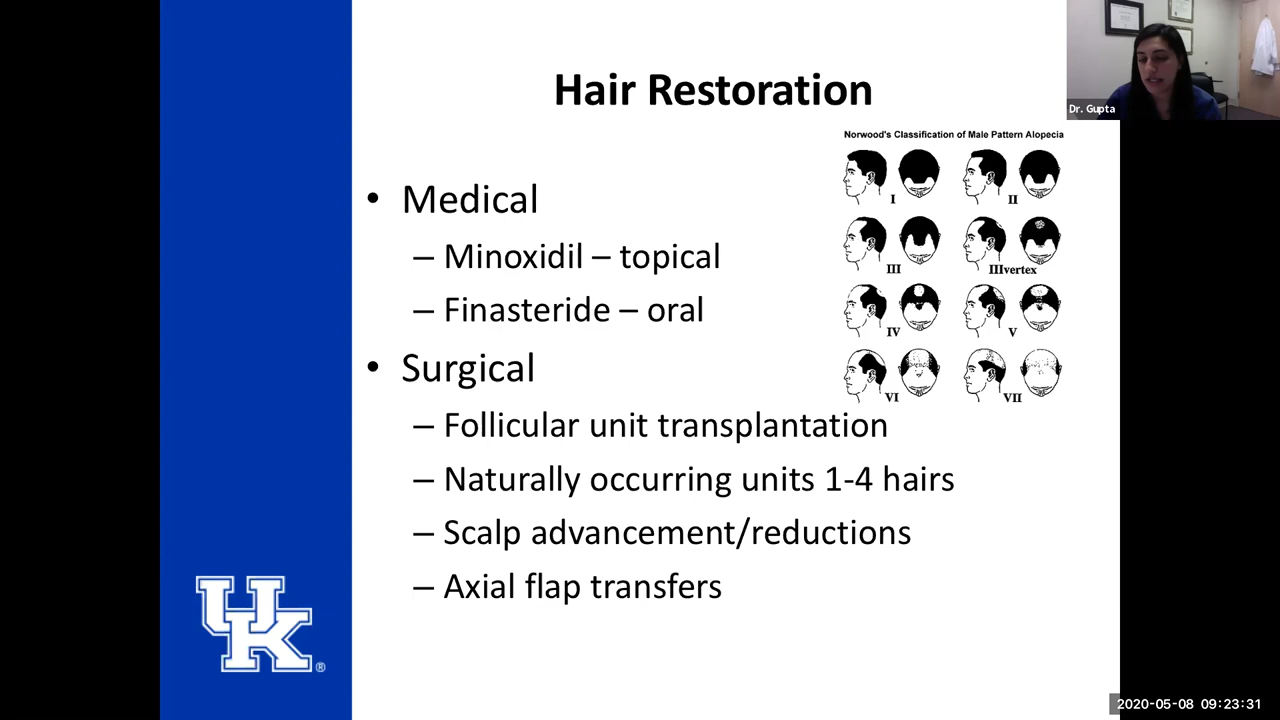 Hair Restoration
Dr. Gupta
Norwood's Classification of Male Pattern Alopecia
I
II
III
IIIvertex
IV
V
VI
VII
• Medical
– Minoxidil – topical
– Finasteride – oral
• Surgical
– Follicular unit transplantation
– Naturally occurring units 1-4 hairs
– Scalp advancement/reductions
– Axial flap transfers
UK®
2020-05-08 09:23:31